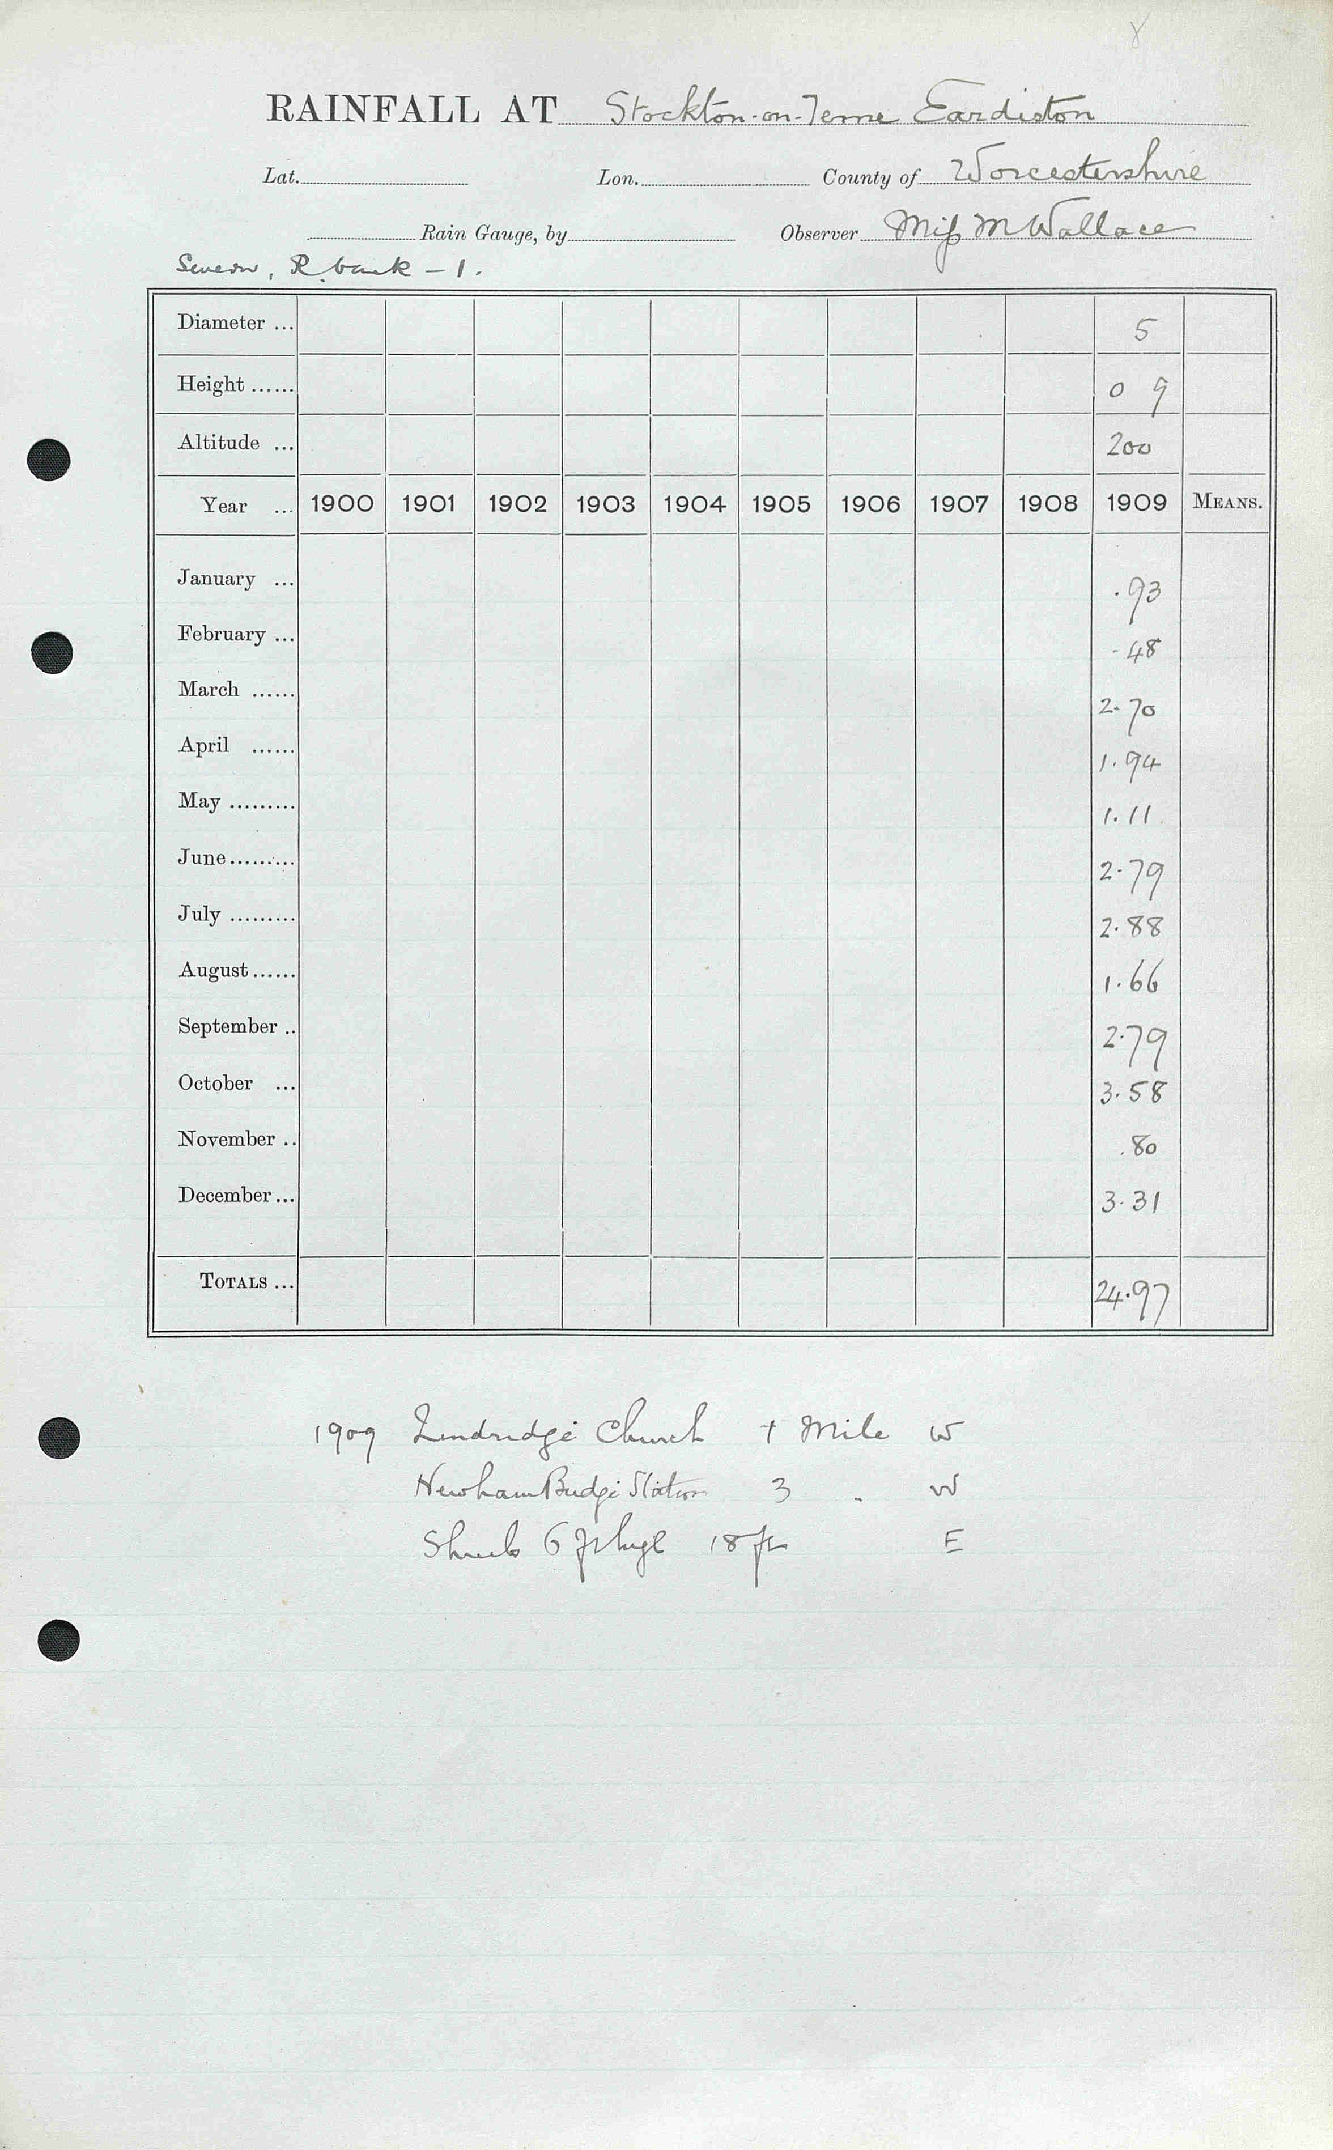 RAINFALL AT Stockton-on-Teme Eardiston
Lat. Lon. County of Worcestershire
Rain Gauge, by Observer Miss M Wallace
Severn, R. bank - 1.
Diameter ... 5
Height ...... 0 9
Altitude ... 200
Year ... 1900 1901 1902 1903 1904 1905 1906 1907 1908 1909 MEANS.
January ... .93
February ... .48
March ...... 2.70
April ...... 1.94
May ......... 1.11
June ......... 2.79
July ......... 2.88
August ...... 1.66
September .. 2.79
October ... 3.58
November .. .80
December ... 3.31
TOTALS ... 24.97
1909 Lindridge Church Mile W
Newham Bridge Station 3 . W
Shrub 6 ft high 18 ft E